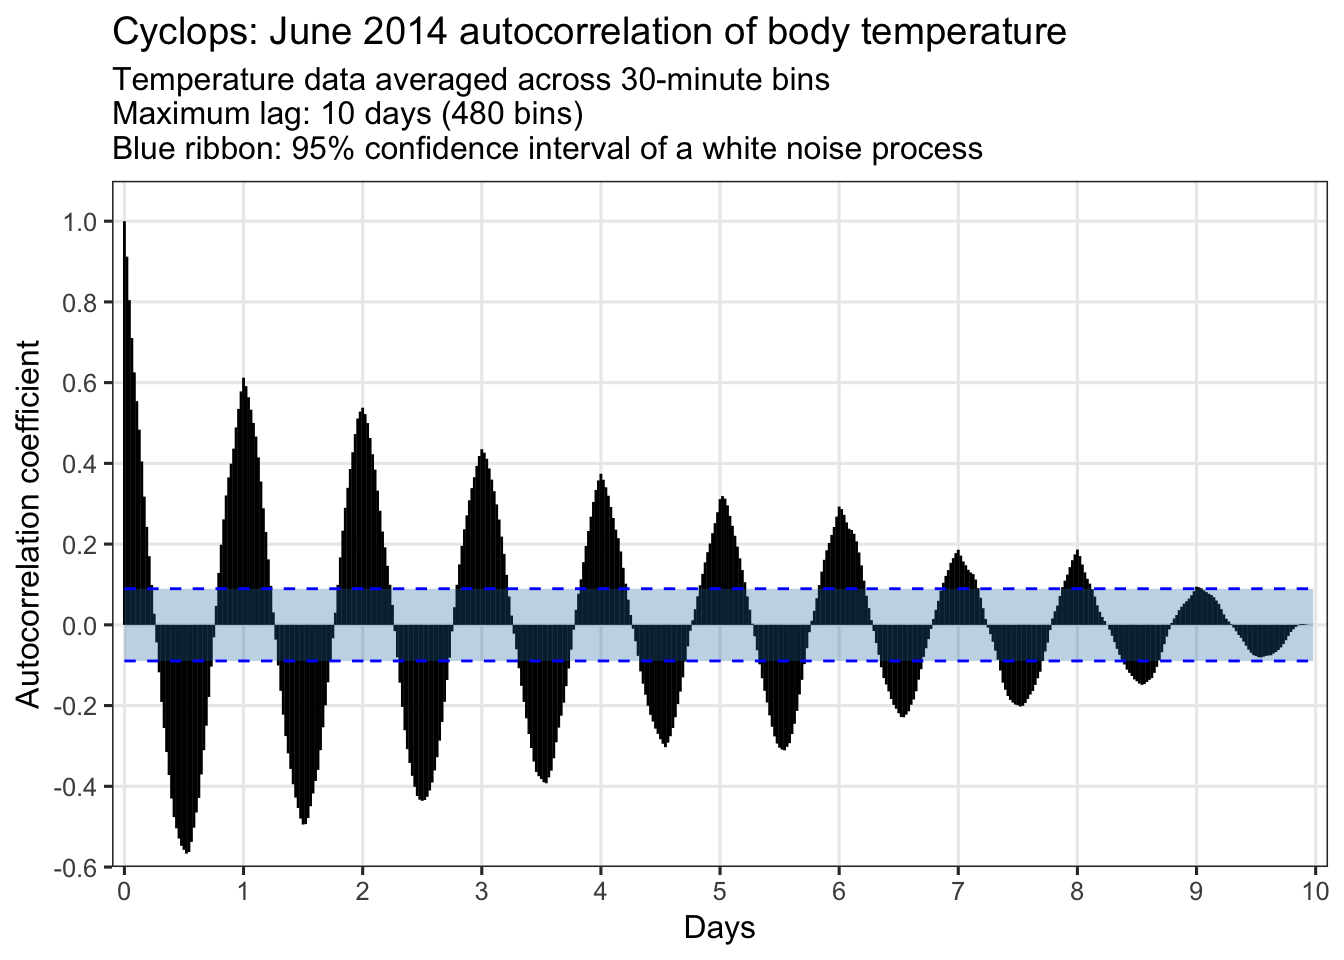 Cyclops: June 2014 autocorrelation of body temperature
Temperature data averaged across 30-minute bins
Maximum lag: 10 days (480 bins)
Blue ribbon: 95% confidence interval of a white noise process
Autocorrelation coefficient
1.0
0.8
0.6
0.4
0.2
0.0
-0.2
-0.4
-0.6
0 1 2 3 4 5 6 7 8 9 10
Days